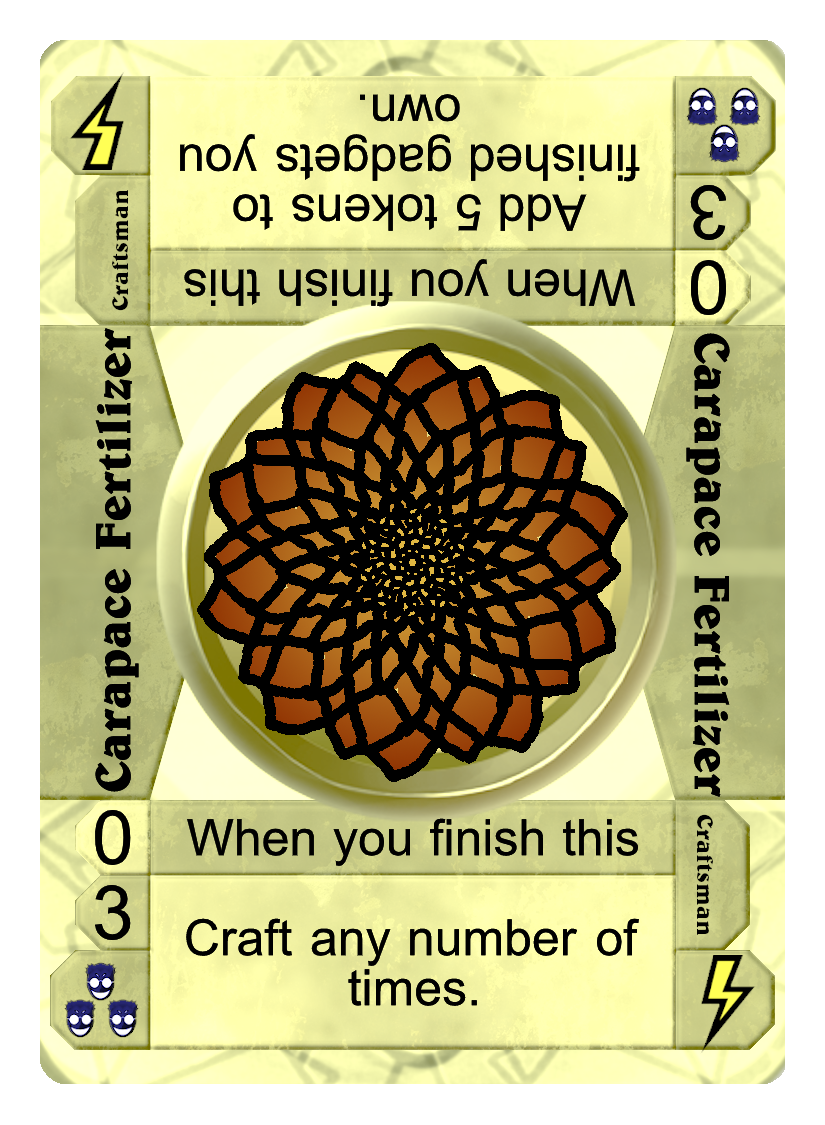 own.
finished gadgets you
Add 5 tokens to
When you finish this
Craftsman
3
0
Carapace Fertilizer
Carapace Fertilizer
0
When you finish this
Craftsman
3
Craft any number of
times.